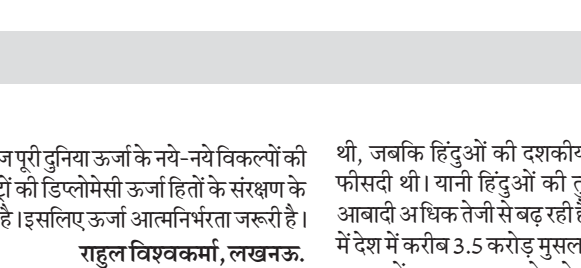 पूरी दुनिया ऊर्जा के नये-नये विकल्पों की
की डिप्लोमेसी ऊर्जा हितों के संरक्षण के
है। इसलिए ऊर्जा आत्मनिर्भरता जरूरी है।
राहुल विश्वकर्मा, लखनऊ.
थी, जबकि हिंदुओं की दशकीय
फीसदी थी। यानी हिंदुओं की
आबादी अधिक तेजी से बढ़ रही
में देश में करीब 3.5 करोड़